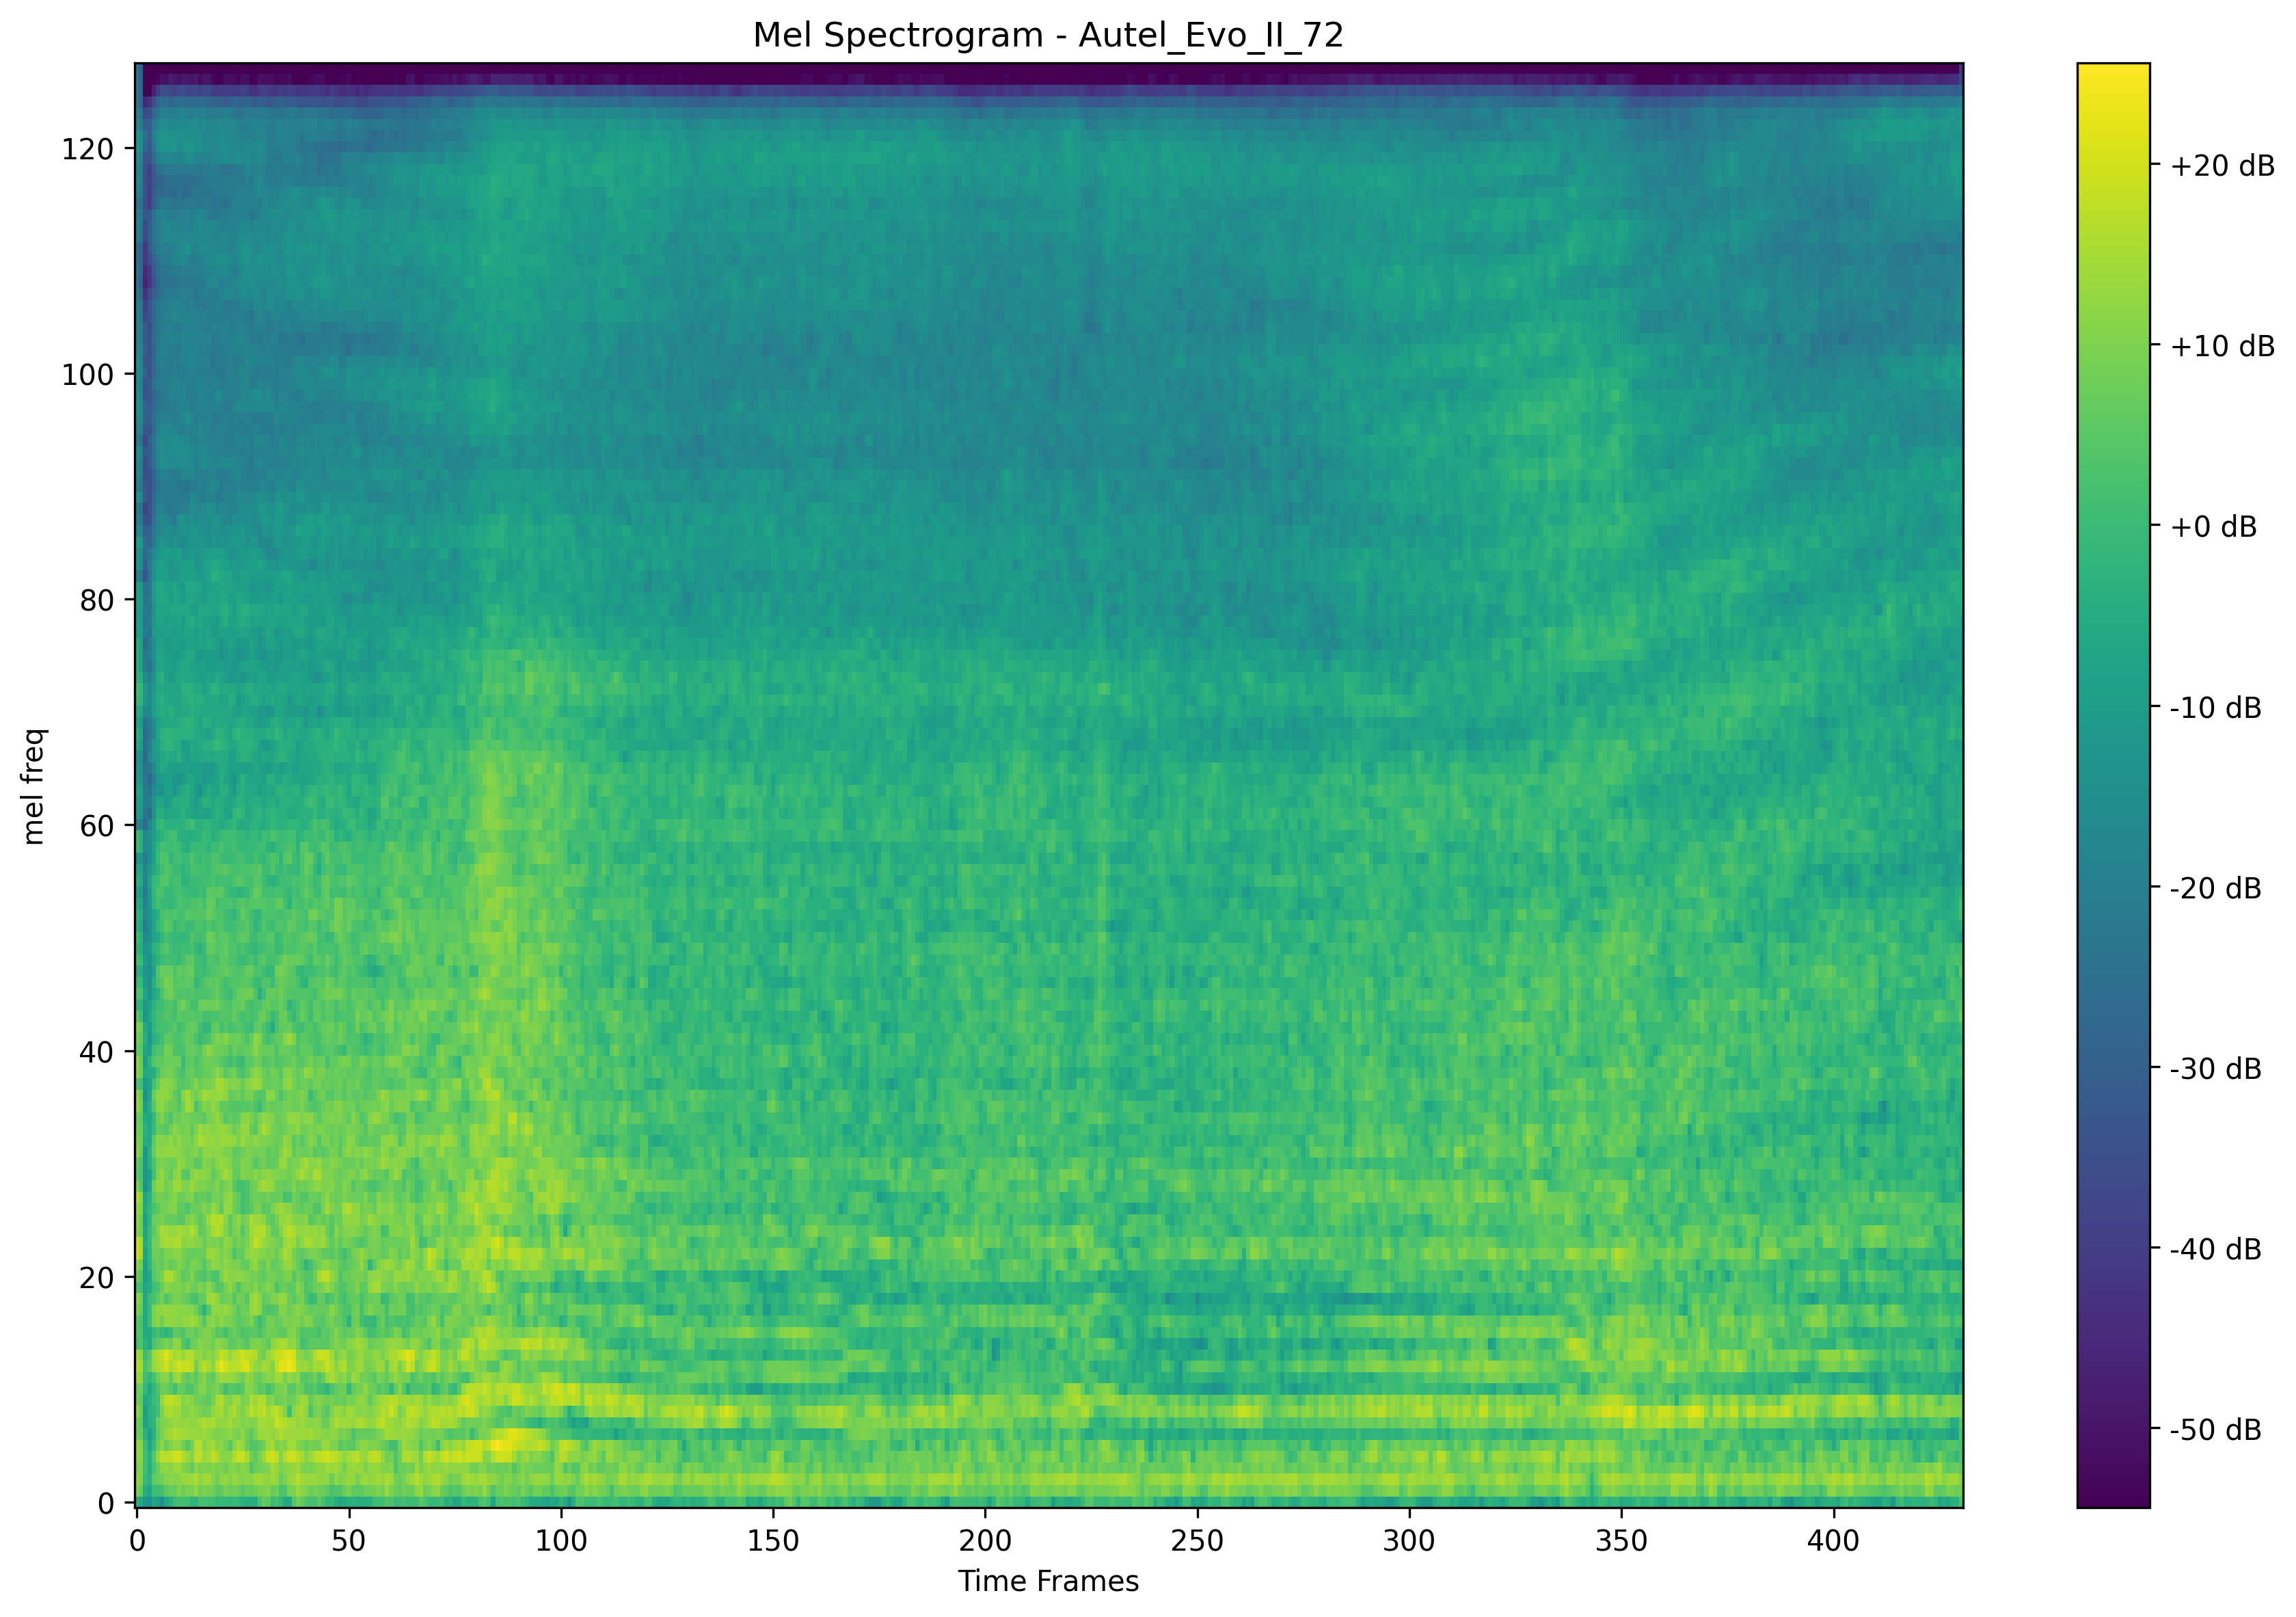 Mel Spectrogram - Autel_Evo_II_72
120
100
80
60
40
20
0
mel freq
0 50 100 150 200 250 300 350 400
Time Frames
+20 dB
+10 dB
+0 dB
-10 dB
-20 dB
-30 dB
-40 dB
-50 dB